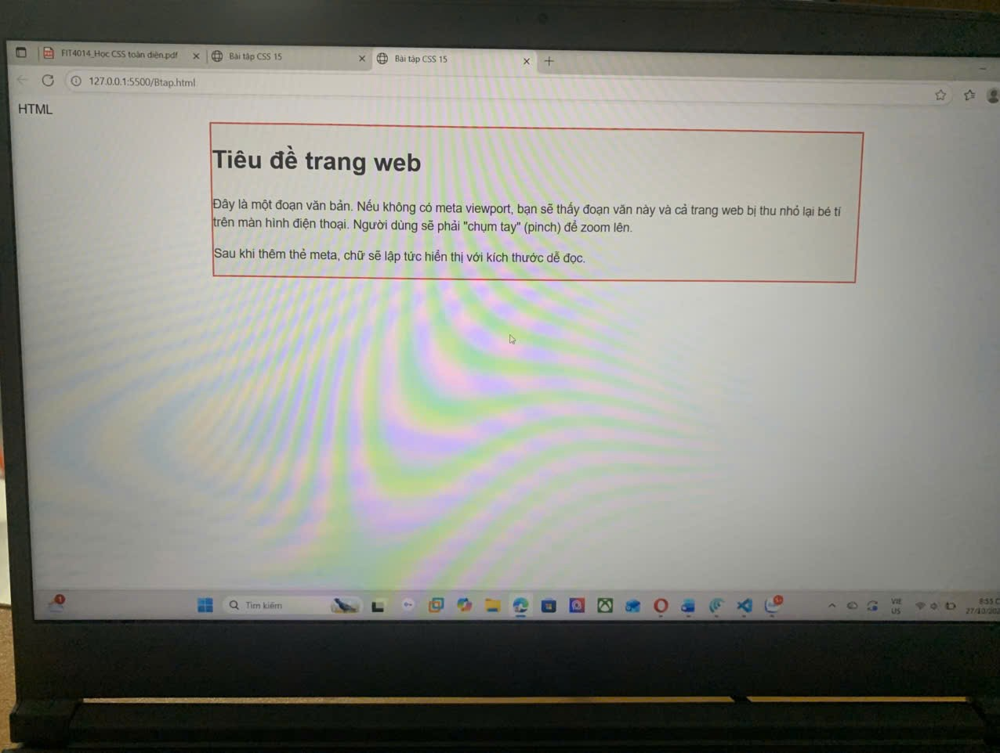 FIT4014_Học CSS toàn diện.pdf
Bài tập CSS 15
Bài tập CSS 15
127.0.0.1:5500/Btap.html
HTML
Tiêu đề trang web
Đây là một đoạn văn bản. Nếu không có meta viewport, bạn sẽ thấy đoạn văn này và cả trang web bị thu nhỏ lại bé tí
trên màn hình điện thoại. Người dùng sẽ phải "chụm tay" (pinch) để zoom lên.
Sau khi thêm thẻ meta, chữ sẽ lập tức hiển thị với kích thước dễ đọc.
1
Tìm kiếm
VIE
US
8:55 C
27/10/202